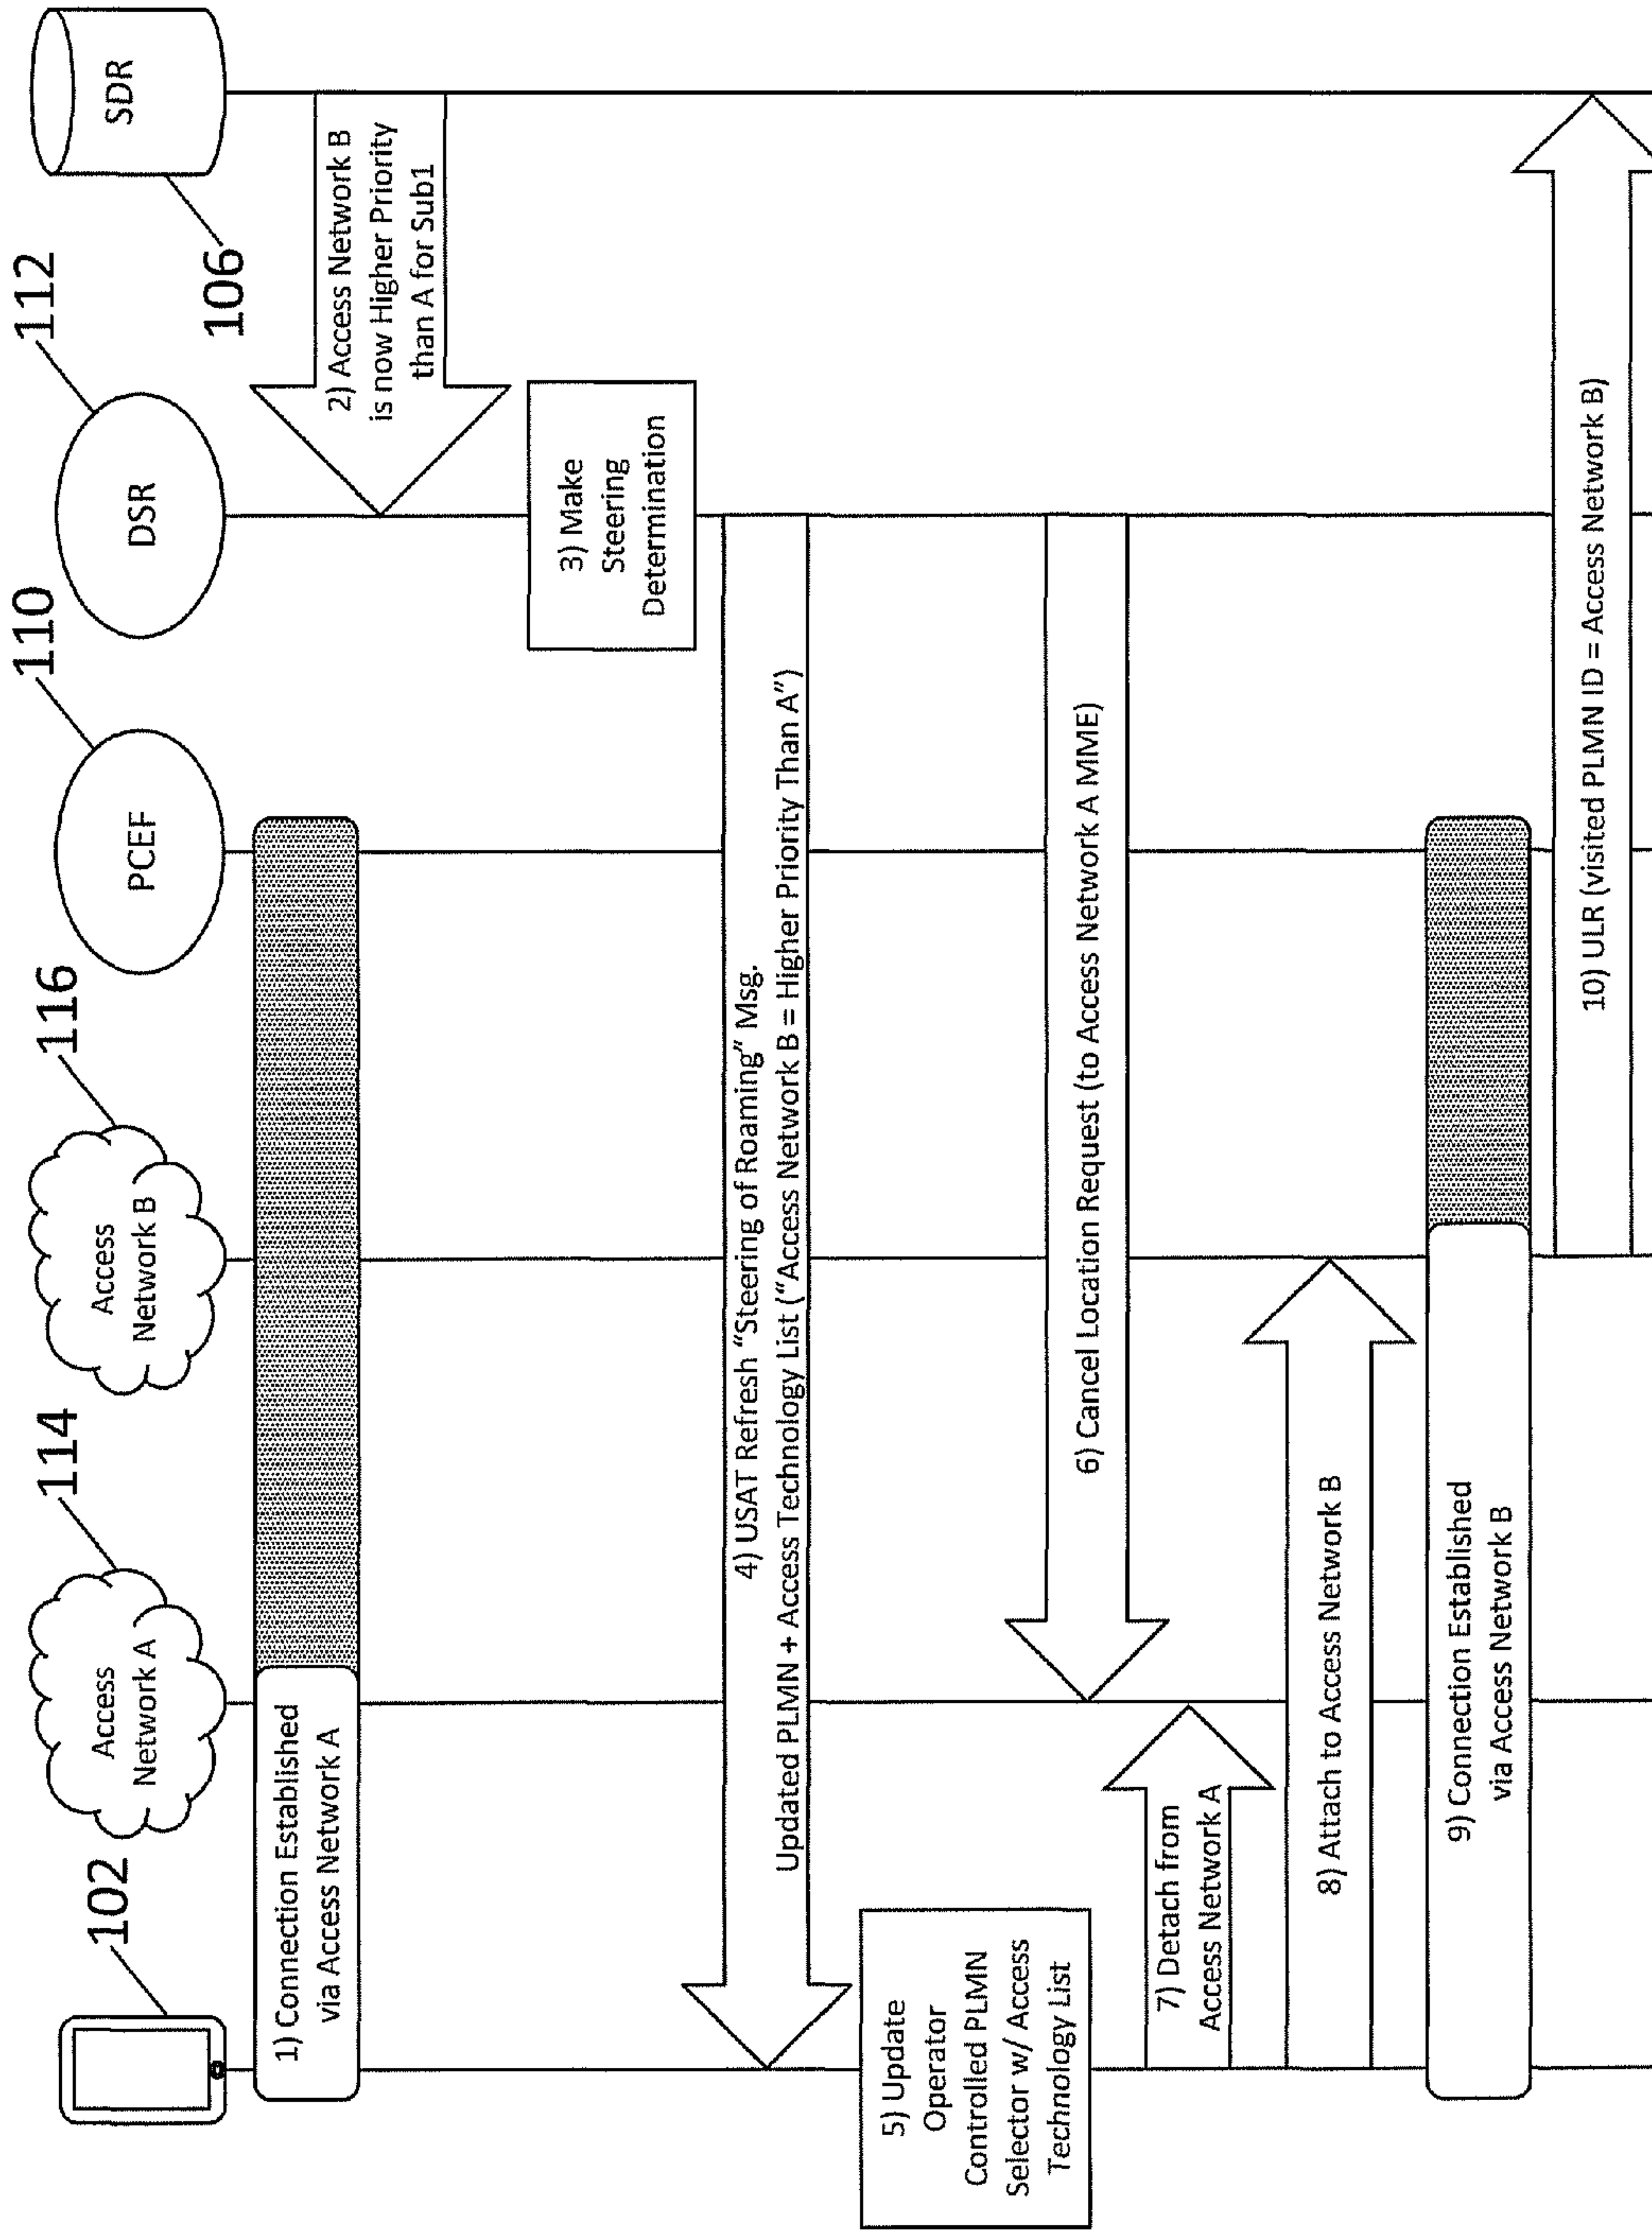 102
114
116
110
112
106
Access
Network A
Access
Network B
PCEF
DSR
SDR
1) Connection Established
via Access Network A
2) Access Network B
is now Higher Priority
than A for Sub1
3) Make
Steering
Determination
4) USAT Refresh “Steering of Roaming” Msg.
Updated PLMN + Access Technology List (“Access Network B = Higher Priority Than A”)
5) Update
Operator
Controlled PLMN
Selector w/ Access
Technology List
6) Cancel Location Request (to Access Network A MME)
7) Detach from
Access Network A
8) Attach to Access Network B
9) Connection Established
via Access Network B
10) ULR (visited PLMN ID = Access Network B)